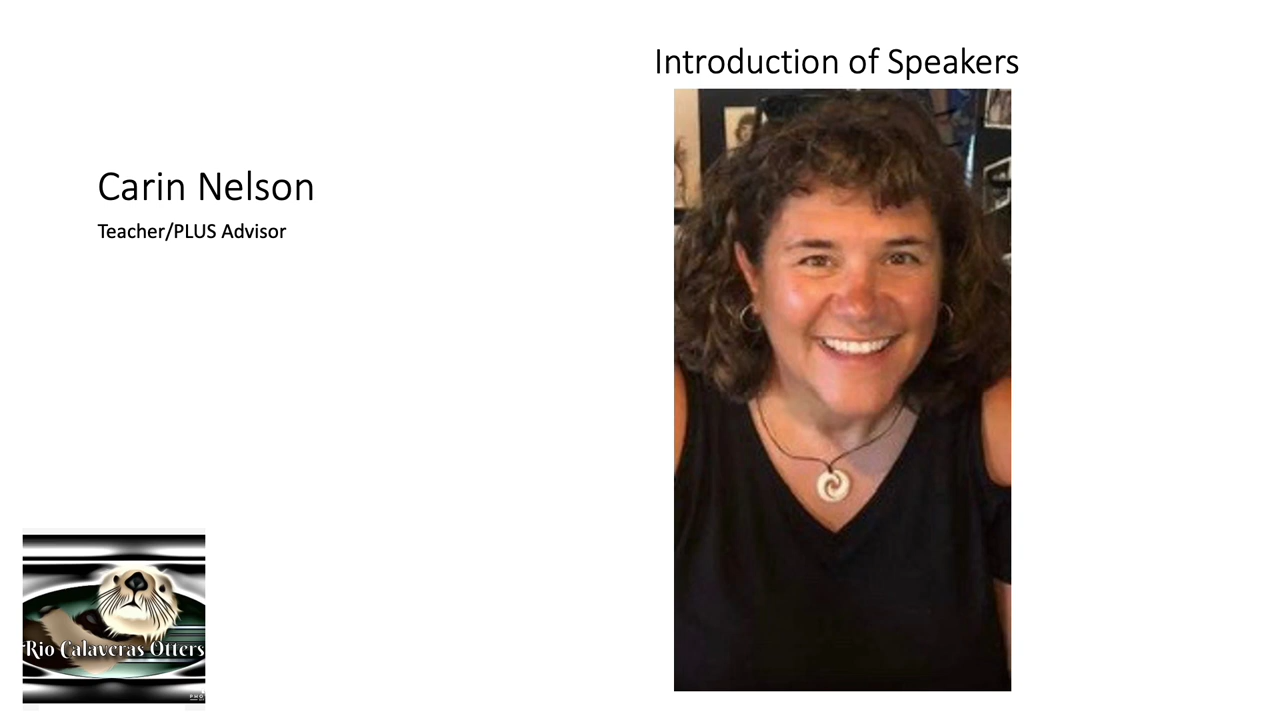 Introduction of Speakers
Carin Nelson
Teacher/PLUS Advisor
Rio Calaveras Otters